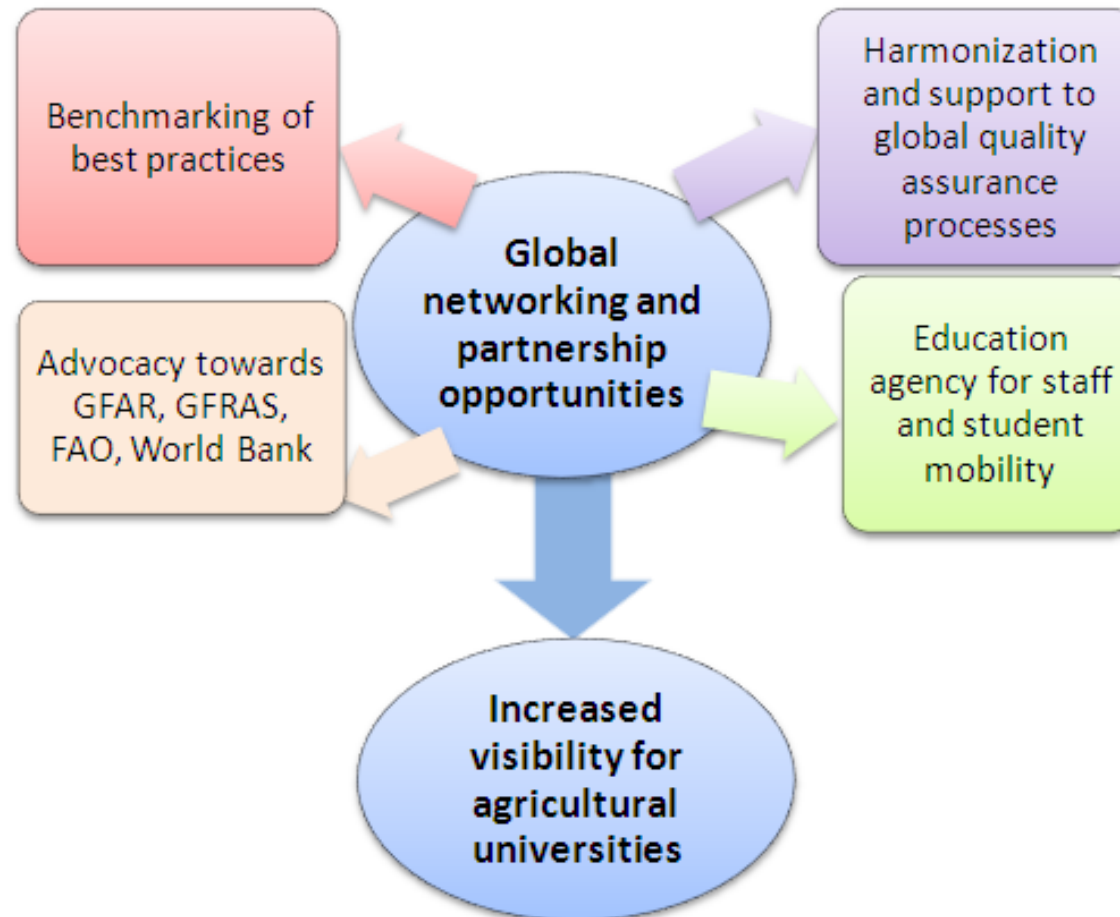 Benchmarking of
best practices
Harmonization
and support to
global quality
assurance
processes
Global
networking and
partnership
opportunities
Advocacy towards
GFAR, GFRAS,
FAO, World Bank
Education
agency for staff
and student
mobility
Increased
visibility for
agricultural
universities